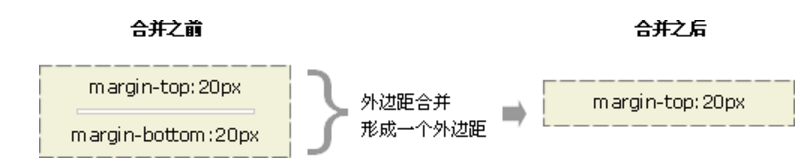 合并之前
合并之后
margin-top:20px
margin-bottom:20px
外边距合并
形成一个外边距
margin-top:20px